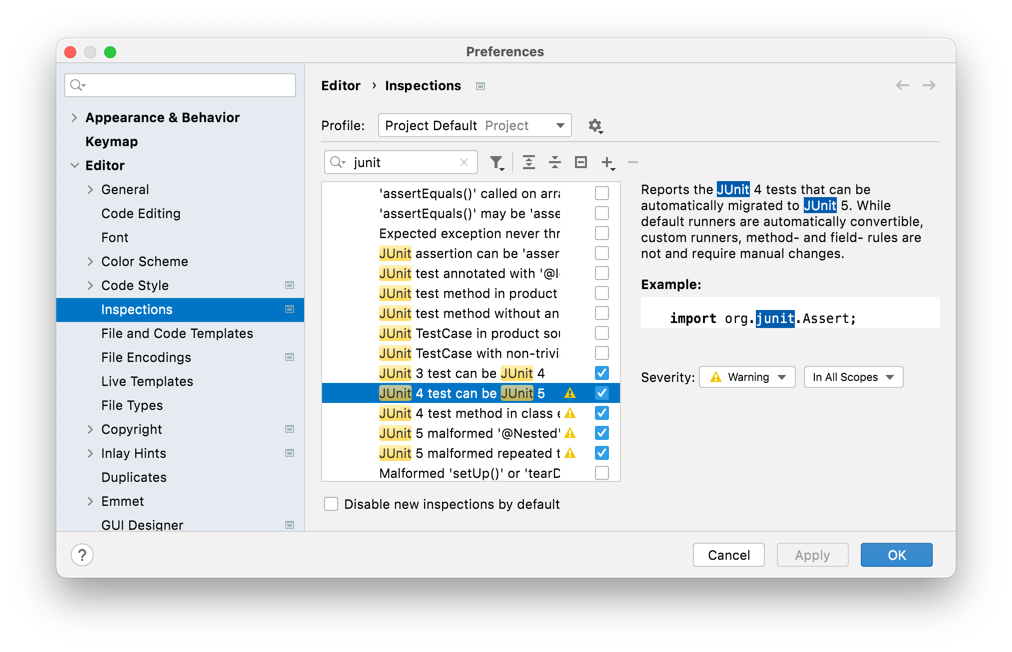 Preferences
Appearance & Behavior
Keymap
Editor
General
Code Editing
Font
Color Scheme
Code Style
Inspections
File and Code Templates
File Encodings
Live Templates
File Types
Copyright
Inlay Hints
Duplicates
Emmet
GUI Designer
?
Editor › Inspections
Profile: Project Default Project
junit
'assertEquals()' called on arra
'assertEquals()' may be 'asse
Expected exception never thr
JUnit assertion can be 'asser
JUnit test annotated with '@I
JUnit test method in product
JUnit test method without an
JUnit TestCase in product sou
JUnit TestCase with non-trivi
JUnit 3 test can be JUnit 4
JUnit 4 test can be JUnit 5
JUnit 4 test method in class e
JUnit 5 malformed '@Nested'
JUnit 5 malformed repeated t
Malformed 'setUp()' or 'tearD
Disable new inspections by default
Reports the JUnit 4 tests that can be
automatically migrated to JUnit 5. While
default runners are automatically convertible,
custom runners, method- and field- rules are
not and require manual changes.
Example:
import org.junit.Assert;
Severity: Warning In All Scopes
Cancel Apply OK